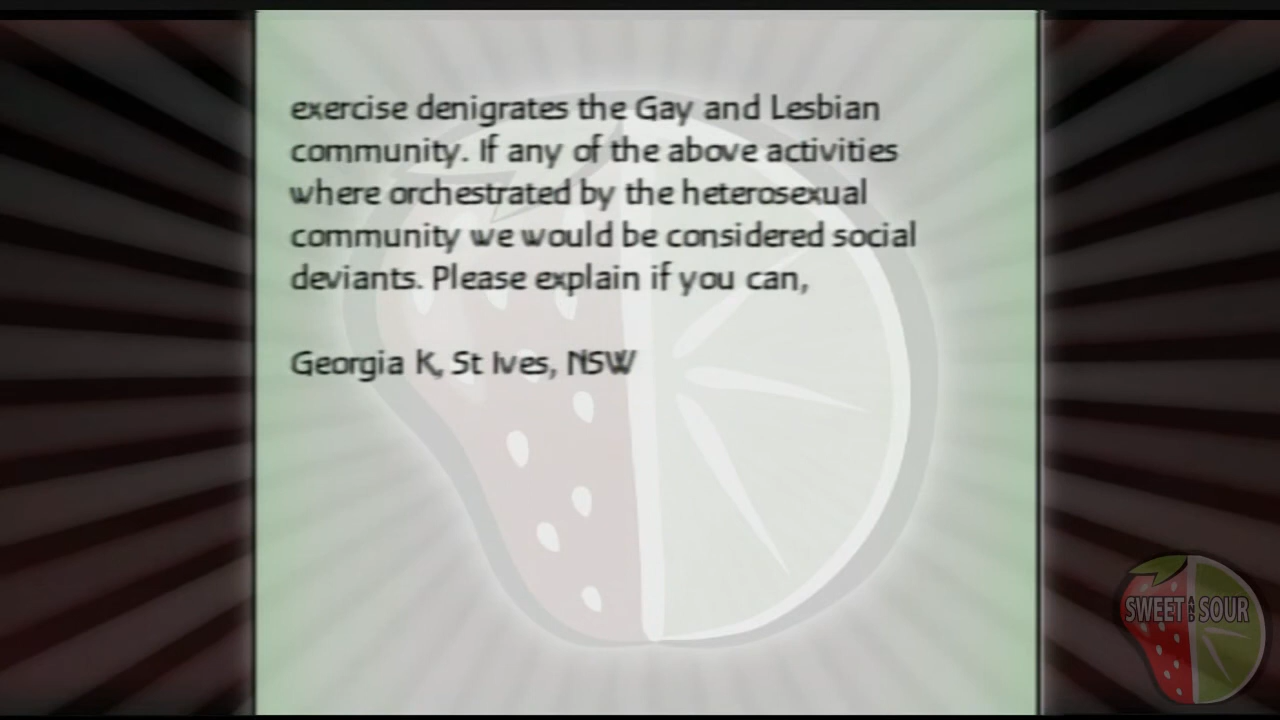 exercise denigrates the Gay and Lesbian
community. If any of the above activities
where orchestrated by the heterosexual
community we would be considered social
deviants. Please explain if you can,
Georgia K, St Ives, NSW
SWEET AND SOUR